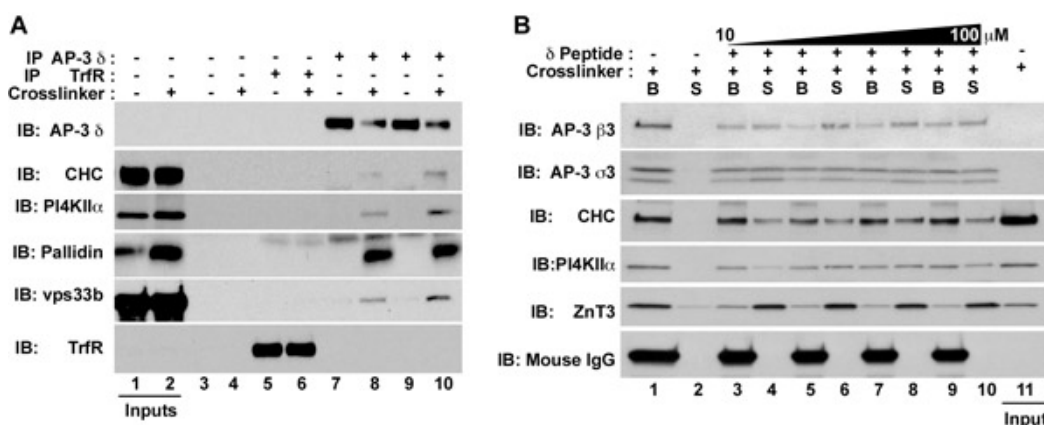 A
IP AP-3 δ : - - - - - - + + + +
IP TrfR : - - - - + + - - - -
Crosslinker : - + - + - + - + - +
IB: AP-3 δ
IB: CHC
IB: PI4KIIα
IB: Pallidin
IB: vps33b
IB: TrfR
1 2 3 4 5 6 7 8 9 10
Inputs
B
10 100 μM
δ Peptide : - - + + + + + + + + -
Crosslinker : + + + + + + + + + + +
B S B S B S B S B S
IB: AP-3 β3
IB: AP-3 σ3
IB: CHC
IB:PI4KIIα
IB: ZnT3
IB: Mouse IgG
1 2 3 4 5 6 7 8 9 10 11
Input